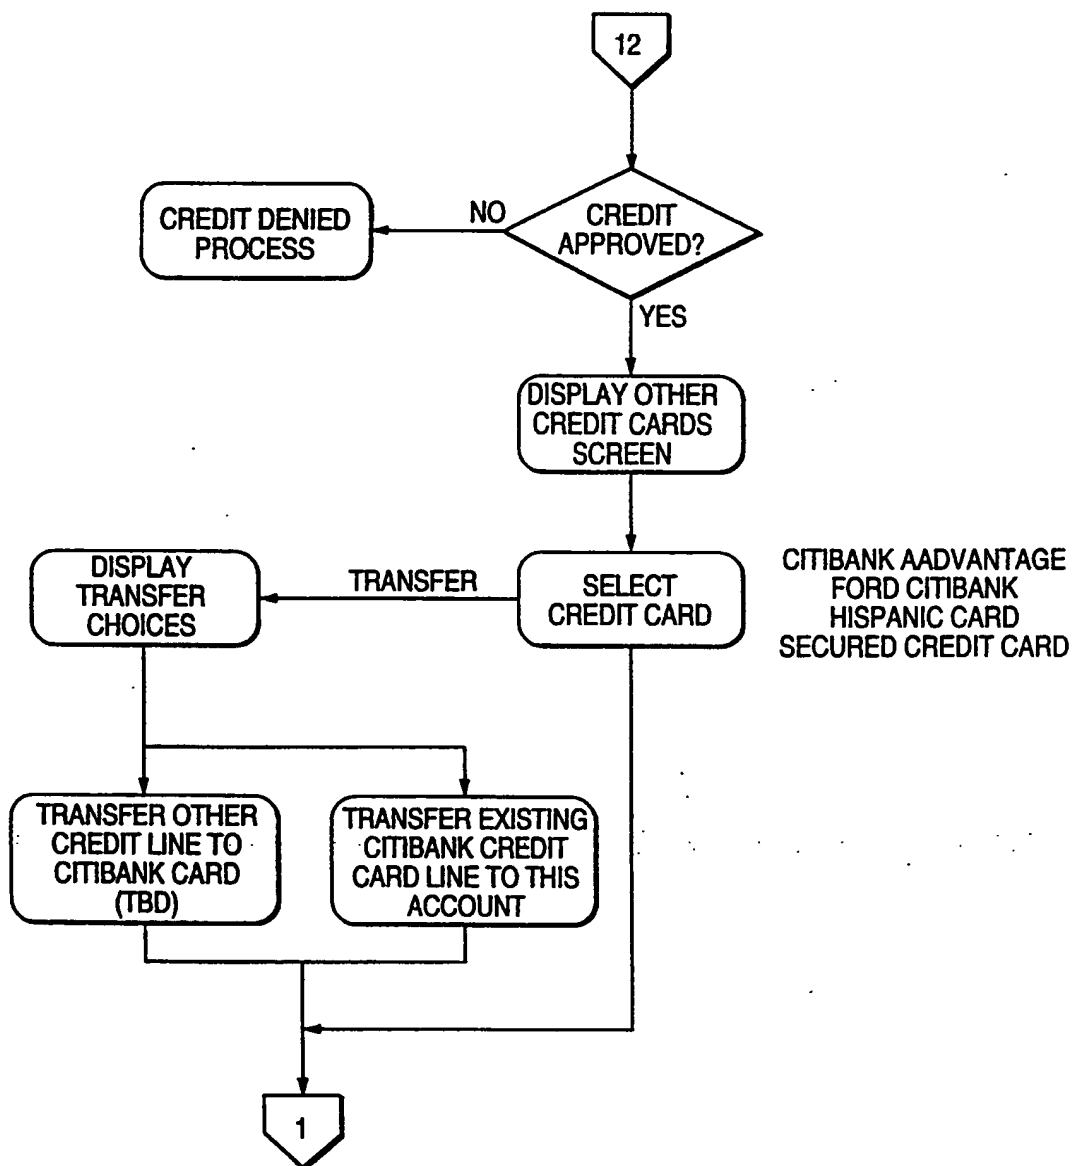 12
CREDIT
APPROVED?
NO
CREDIT DENIED
PROCESS
YES
DISPLAY OTHER
CREDIT CARDS
SCREEN
SELECT
CREDIT CARD
CITIBANK AADVANTAGE
FORD CITIBANK
HISPANIC CARD
SECURED CREDIT CARD
TRANSFER
DISPLAY
TRANSFER
CHOICES
TRANSFER OTHER
CREDIT LINE TO
CITIBANK CARD
(TBD)
TRANSFER EXISTING
CITIBANK CREDIT
CARD LINE TO THIS
ACCOUNT
1